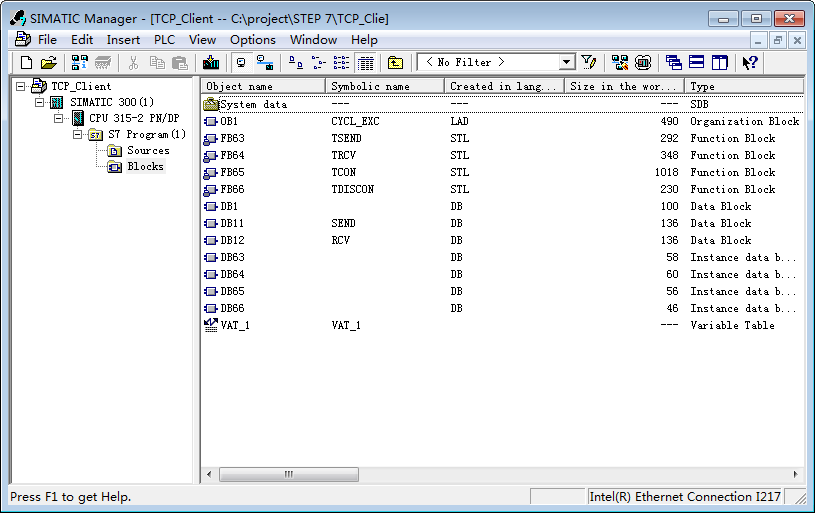 SIMATIC Manager - [TCP_Client -- C:\project\STEP 7\TCP_Clie]
File Edit Insert PLC View Options Window Help
< No Filter >
TCP_Client
SIMATIC 300(1)
CPU 315-2 PN/DP
S7 Program(1)
Sources
Blocks
Object name Symbolic name Created in lang... Size in the wor... Type
System data --- --- --- SDB
OB1 CYCL_EXC LAD 490 Organization Block
FB63 TSEND STL 292 Function Block
FB64 TRCV STL 348 Function Block
FB65 TCON STL 1018 Function Block
FB66 TDISCON STL 230 Function Block
DB1 DB 100 Data Block
DB11 SEND DB 136 Data Block
DB12 RCV DB 136 Data Block
DB63 DB 58 Instance data b...
DB64 DB 60 Instance data b...
DB65 DB 56 Instance data b...
DB66 DB 46 Instance data b...
VAT_1 VAT_1 --- Variable Table
Press F1 to get Help.
Intel(R) Ethernet Connection I217